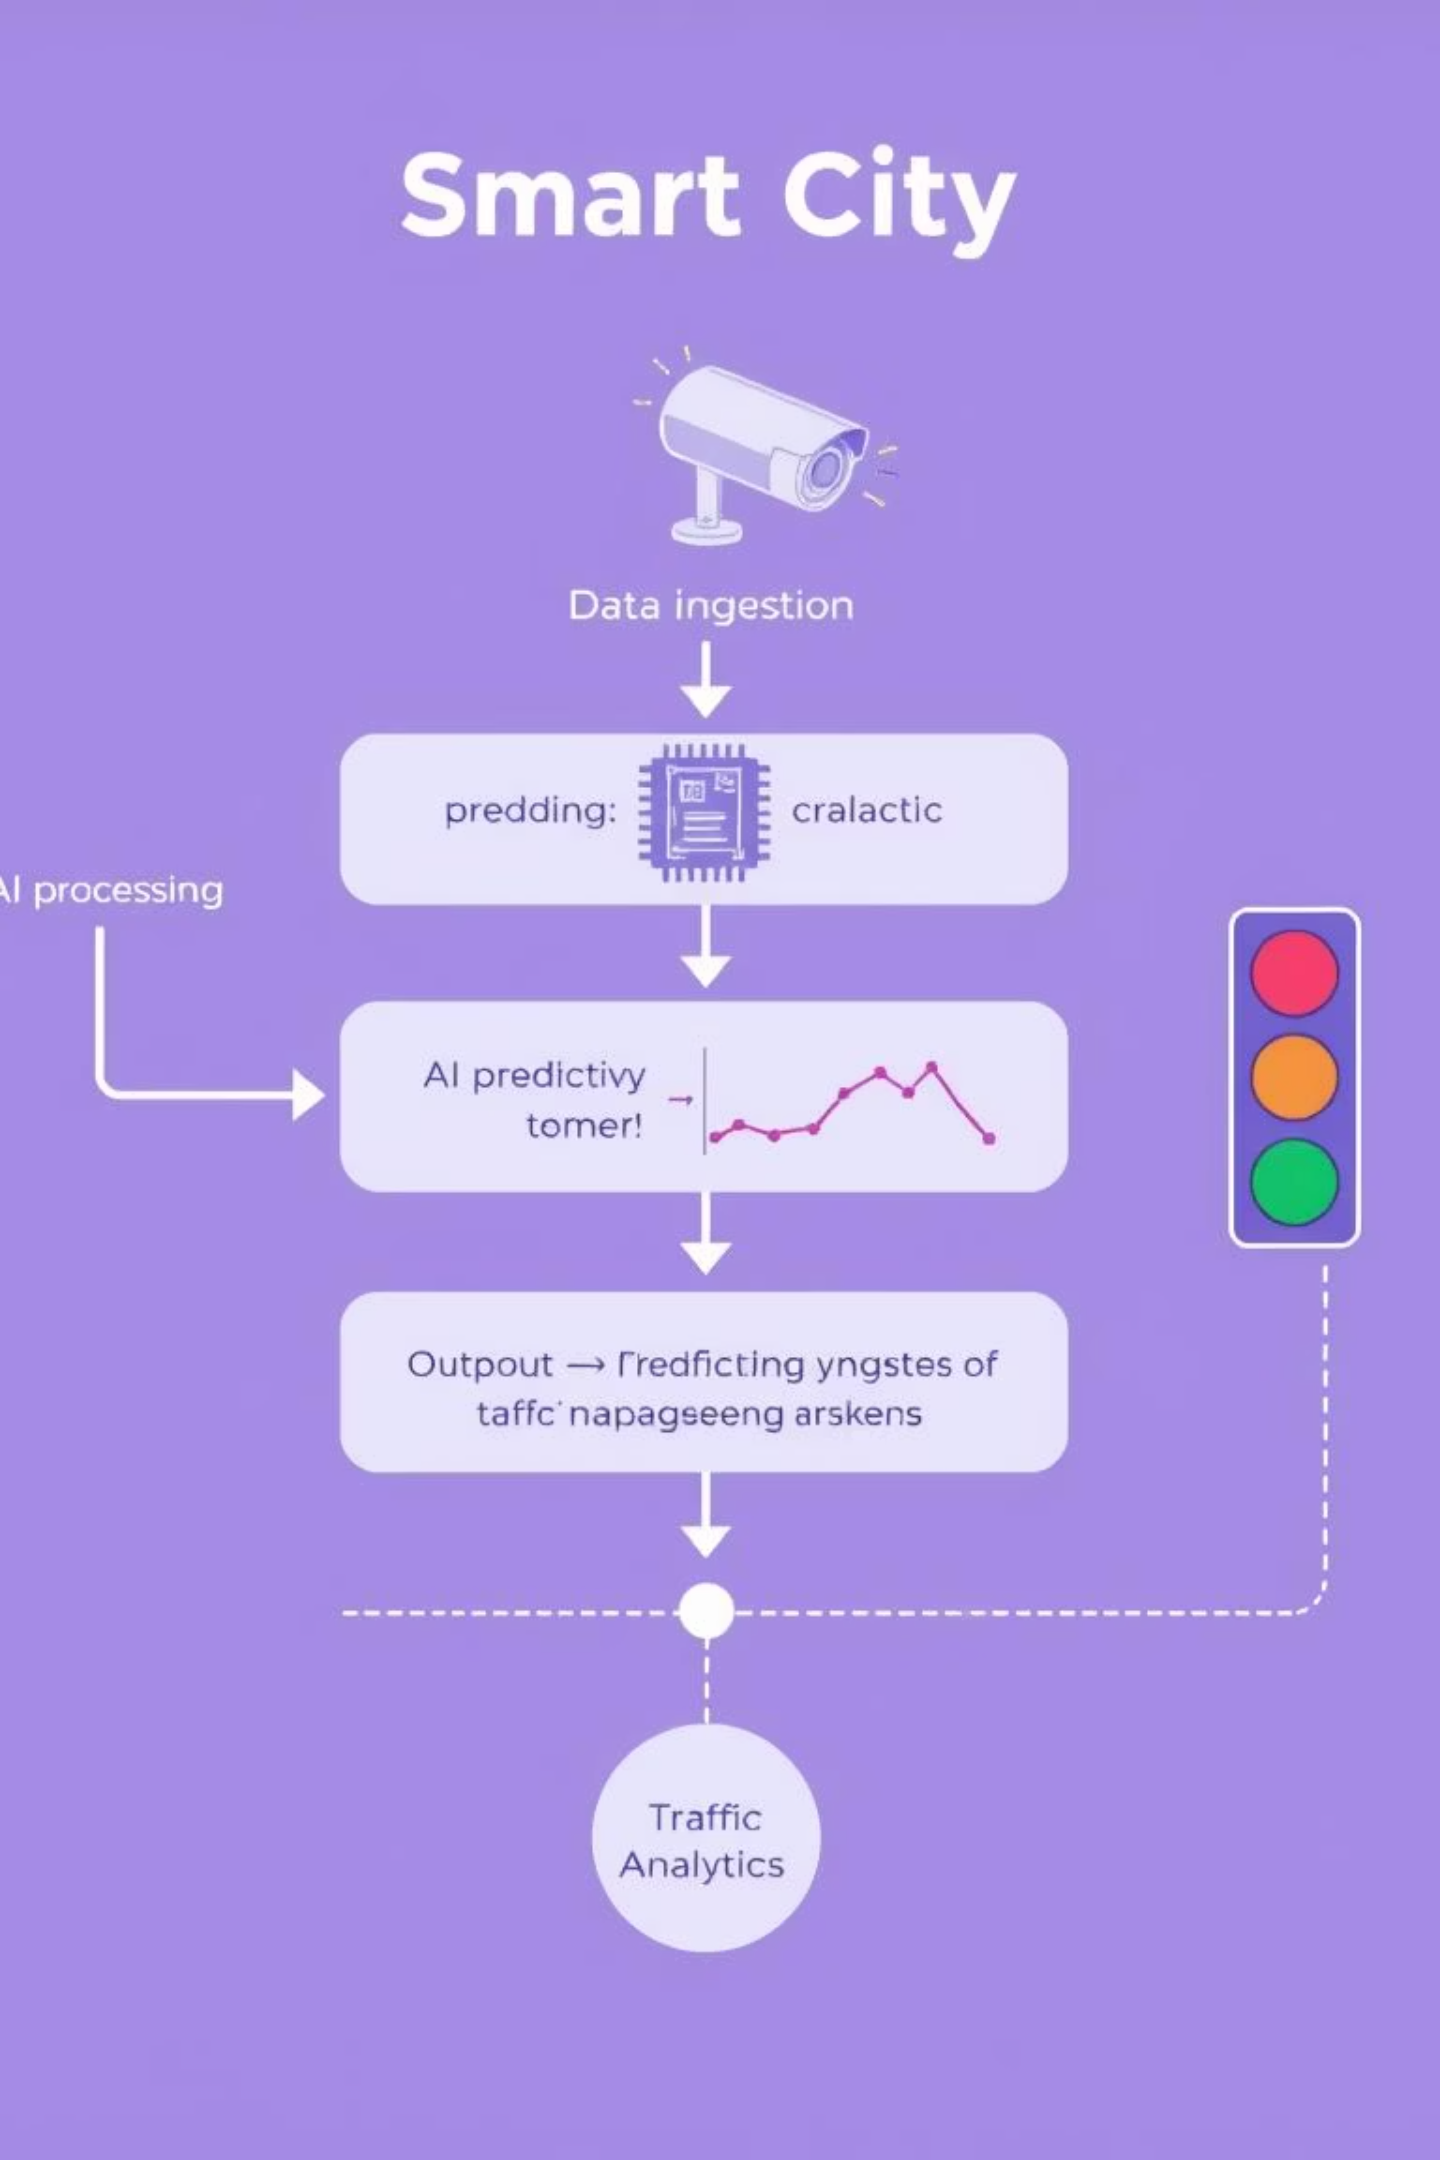 Smart City
Data ingestion
predding: cralactic
AI processing
AI predictivy →
tomer!
Outpout → Fredficting yngstes of
taffc' napagseeng arskens
Traffic
Analytics